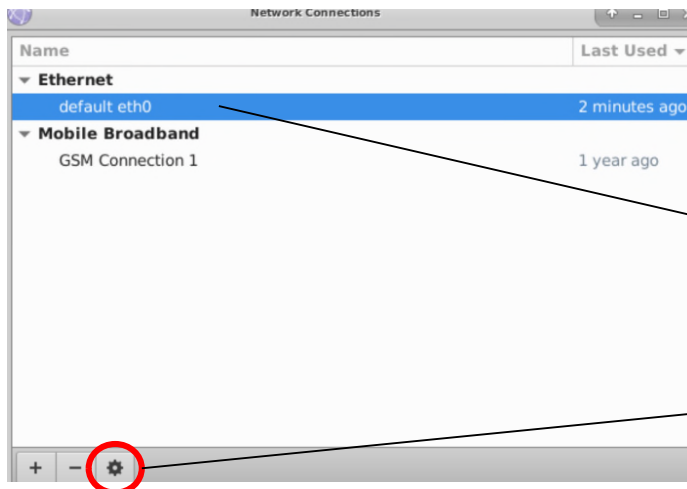 Network Connections
Name Last Used
Ethernet
default eth0 2 minutes ago
Mobile Broadband
GSM Connection 1 1 year ago